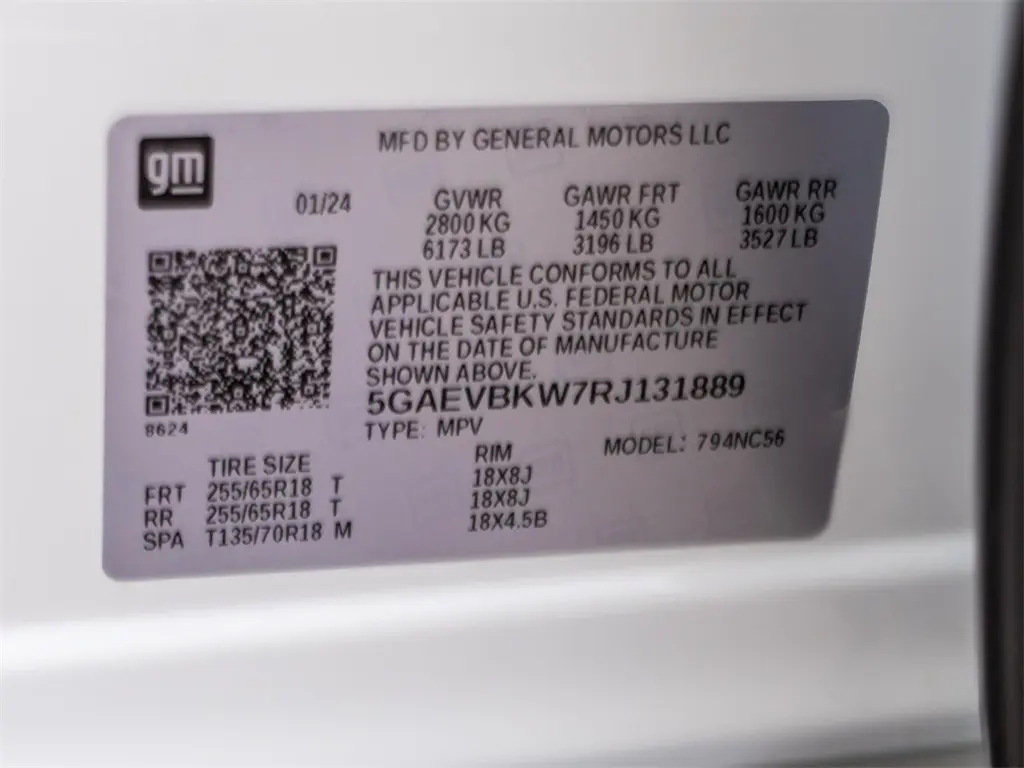 MFD BY GENERAL MOTORS LLC
gm
01/24
GVWR GAWR FRT GAWR RR
2800 KG 1450 KG 1600 KG
6173 LB 3196 LB 3527 LB
THIS VEHICLE CONFORMS TO ALL
APPLICABLE U.S. FEDERAL MOTOR
VEHICLE SAFETY STANDARDS IN EFFECT
ON THE DATE OF MANUFACTURE
SHOWN ABOVE.
5GAEVBKW7RJ131889
8624
TYPE: MPV MODEL: 794NC56
TIRE SIZE RIM
FRT 255/65R18 T 18X8J
RR 255/65R18 T 18X8J
SPA T135/70R18 M 18X4.5B